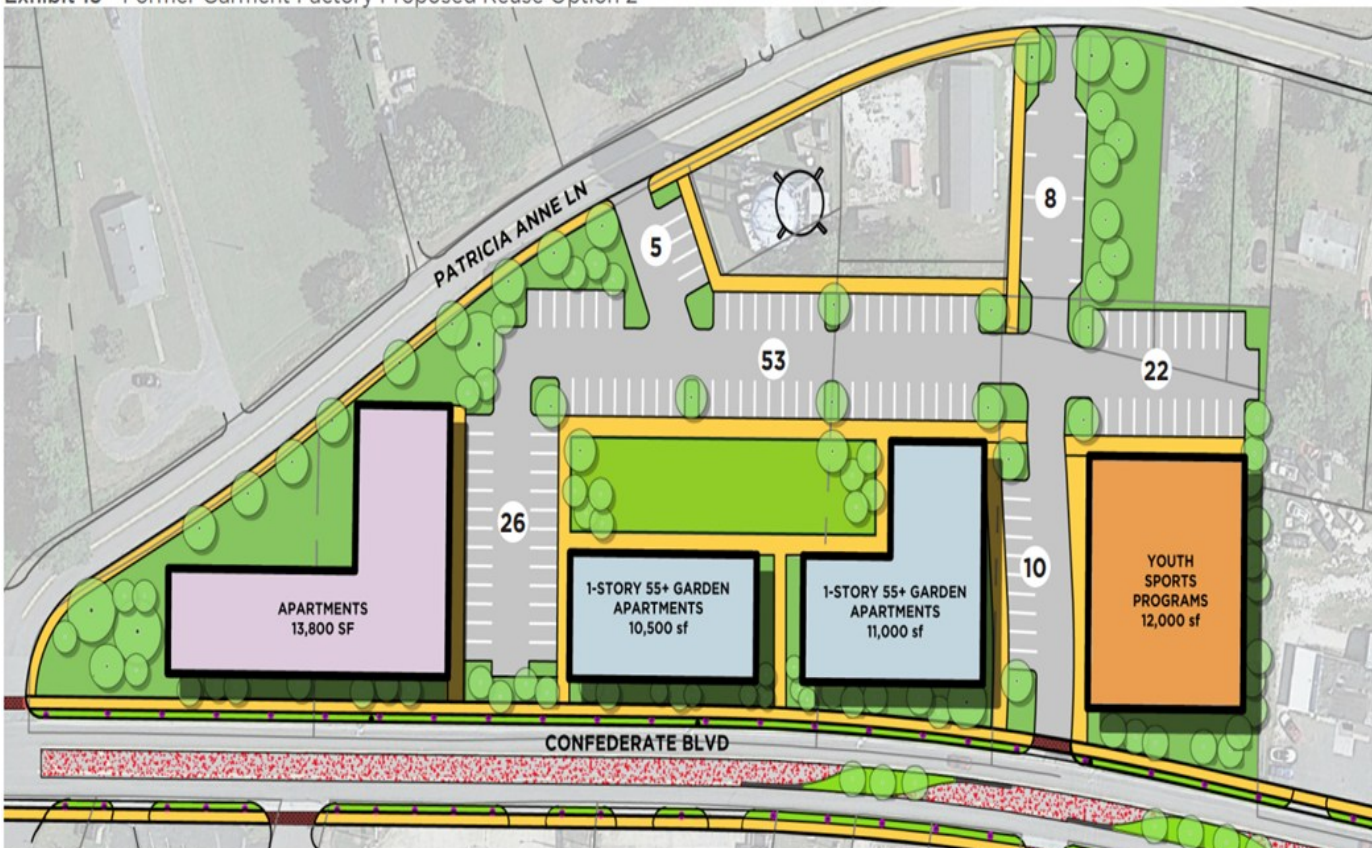 Exhibit 13 - Former Garment Factory Proposed Reuse Option 2
PATRICIA ANNE LN
5
8
53
22
26
10
APARTMENTS
13,800 SF
1-STORY 55+ GARDEN
APARTMENTS
10,500 sf
1-STORY 55+ GARDEN
APARTMENTS
11,000 sf
YOUTH
SPORTS
PROGRAMS
12,000 sf
CONFEDERATE BLVD